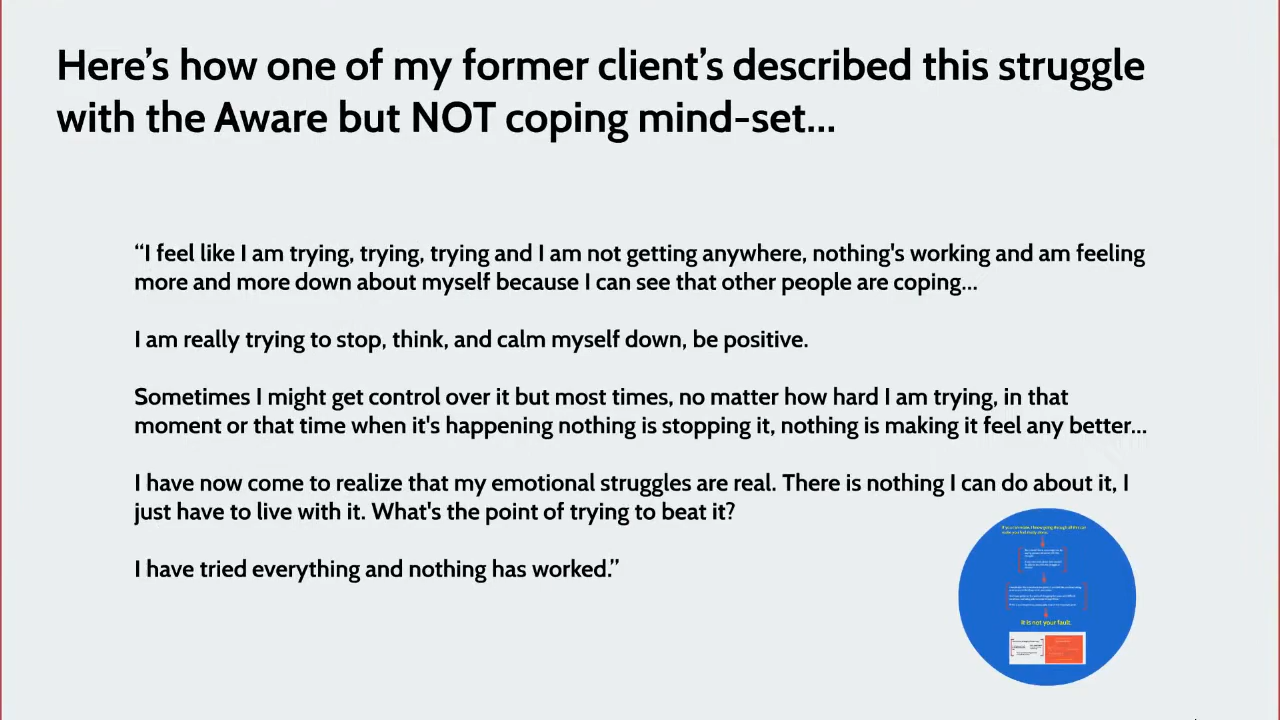 Here's how one of my former client's described this struggle
with the Aware but NOT coping mind-set...
“I feel like I am trying, trying, trying and I am not getting anywhere, nothing's working and am feeling
more and more down about myself because I can see that other people are coping...
I am really trying to stop, think, and calm myself down, be positive.
Sometimes I might get control over it but most times, no matter how hard I am trying, in that
moment or that time when it's happening nothing is stopping it, nothing is making it feel any better...
I have now come to realize that my emotional struggles are real. There is nothing I can do about it, I
just have to live with it. What's the point of trying to beat it?
I have tried everything and nothing has worked.”
It is not your fault.